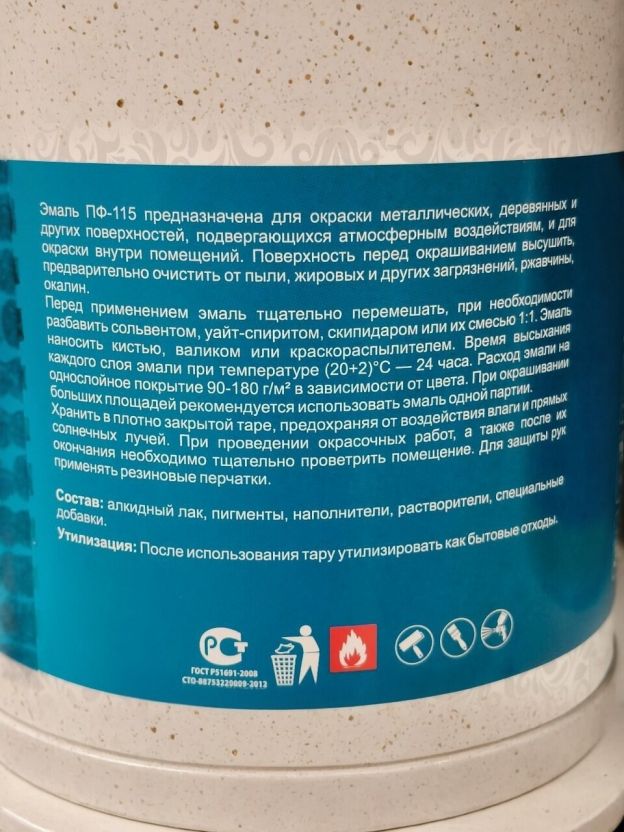 Эмаль ПФ-115 предназначена для окраски металлических, деревянных и
других поверхностей, подвергающихся атмосферным воздействиям, и для
окраски внутри помещений. Поверхность перед окрашиванием высушить,
предварительно очистить от пыли, жировых и других загрязнений, ржавчины,
окалин.
Перед применением эмаль тщательно перемешать, при необходимости
разбавить сольвентом, уайт-спиритом, скипидаром или их смесью 1:1. Эмаль
наносить кистью, валиком или краскораспылителем. Время высыхания
каждого слоя эмали при температуре (20+2)°С — 24 часа. Расход эмали на
однослойное покрытие 90-180 г/м² в зависимости от цвета. При окрашивании
больших площадей рекомендуется использовать эмаль одной партии.
Хранить в плотно закрытой таре, предохраняя от воздействия влаги и прямых
солнечных лучей. При проведении окрасочных работ, а также после их
окончания необходимо тщательно проветрить помещение. Для защиты рук
применять резиновые перчатки.
Состав: алкидный лак, пигменты, наполнители, растворители, специальные
добавки.
Утилизация: После использования тару утилизировать как бытовые отходы.
РСТ
ГОСТ Р51691-2008
СТО-88753220009-2012